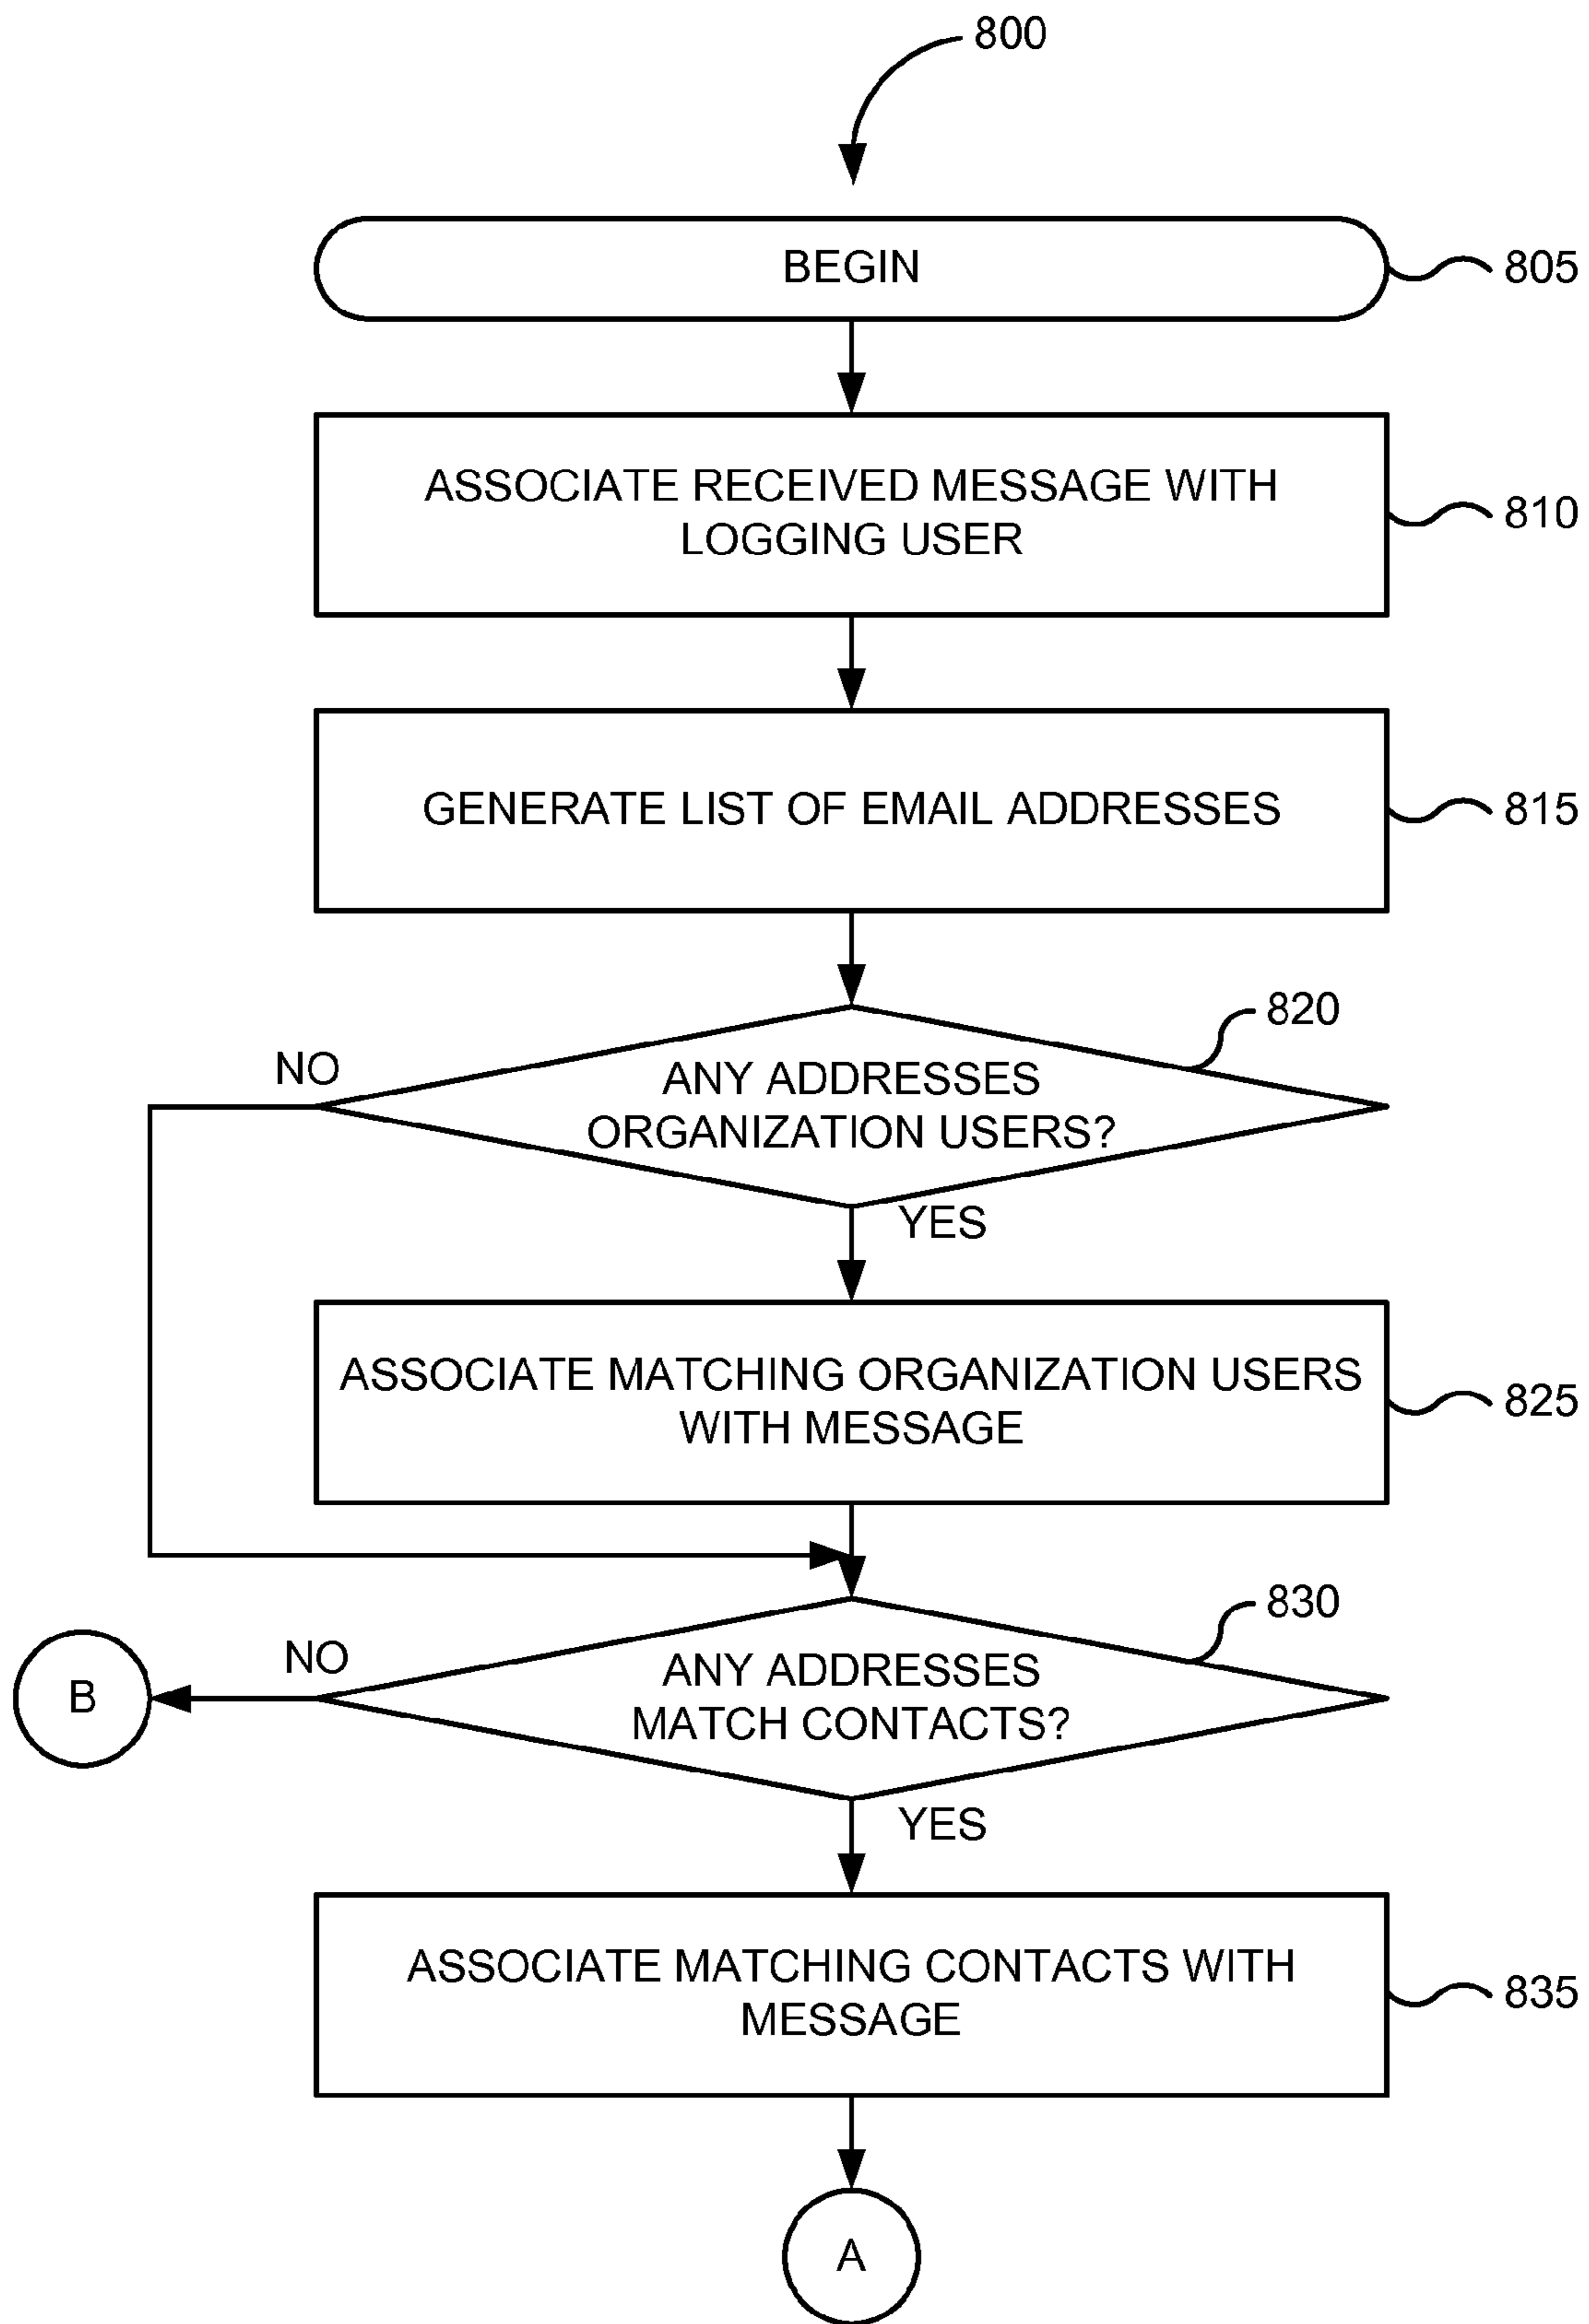 800
BEGIN
805
ASSOCIATE RECEIVED MESSAGE WITH
LOGGING USER
810
GENERATE LIST OF EMAIL ADDRESSES
815
820
NO
ANY ADDRESSES
ORGANIZATION USERS?
YES
ASSOCIATE MATCHING ORGANIZATION USERS
WITH MESSAGE
825
830
NO
B
ANY ADDRESSES
MATCH CONTACTS?
YES
ASSOCIATE MATCHING CONTACTS WITH
MESSAGE
835
A